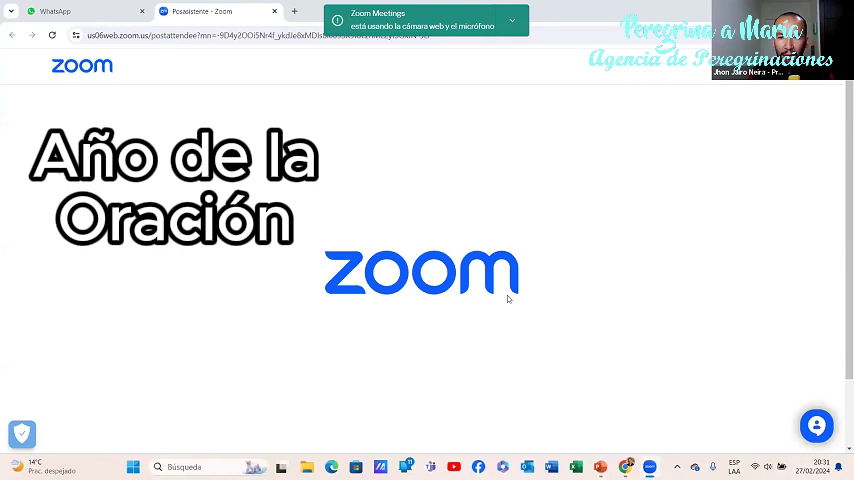 WhatsApp
Posasistente - Zoom
Zoom Meetings
está usando la cámara web y el micrófono
Peregrina a María
Agencia de Peregrinaciones
Jhon Jairo Neira - Pr...
zoom
Año de la
Oración
zoom
14°C
Prac. despejado
Búsqueda
11
ESP
LAA
20:31
27/02/2024